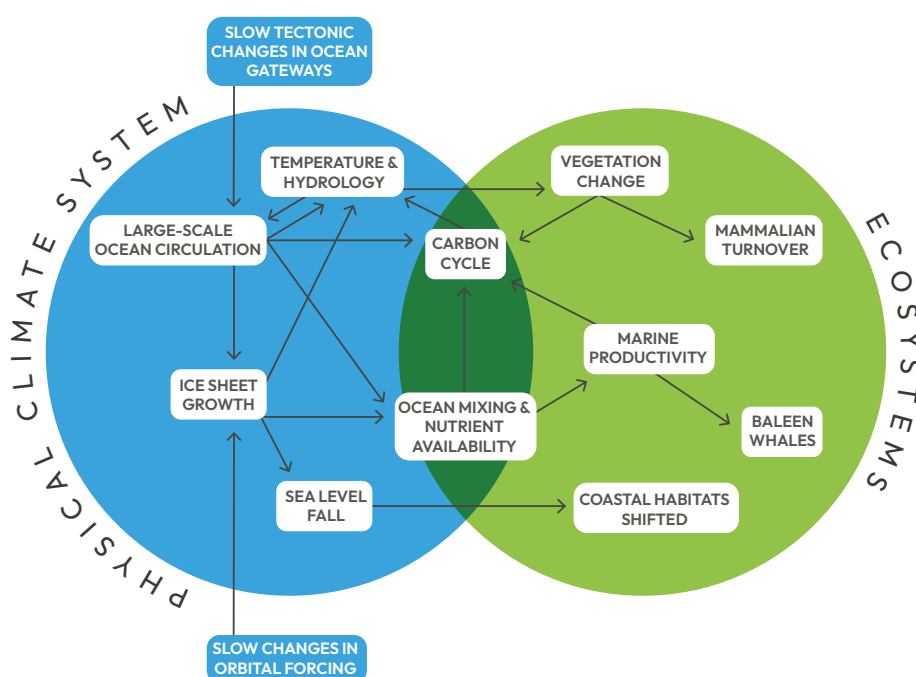 SLOW TECTONIC
CHANGES IN OCEAN
GATEWAYS
PHYSICAL CLIMATE SYSTEM
ECOSYSTEMS
TEMPERATURE &
HYDROLOGY
VEGETATION
CHANGE
LARGE-SCALE
OCEAN CIRCULATION
CARBON
CYCLE
MAMMALIAN
TURNOVER
MARINE
PRODUCTIVITY
ICE SHEET
GROWTH
OCEAN MIXING &
NUTRIENT
AVAILABILITY
BALEEN
WHALES
SEA LEVEL
FALL
COASTAL HABITATS
SHIFTED
SLOW CHANGES IN
ORBITAL FORCING